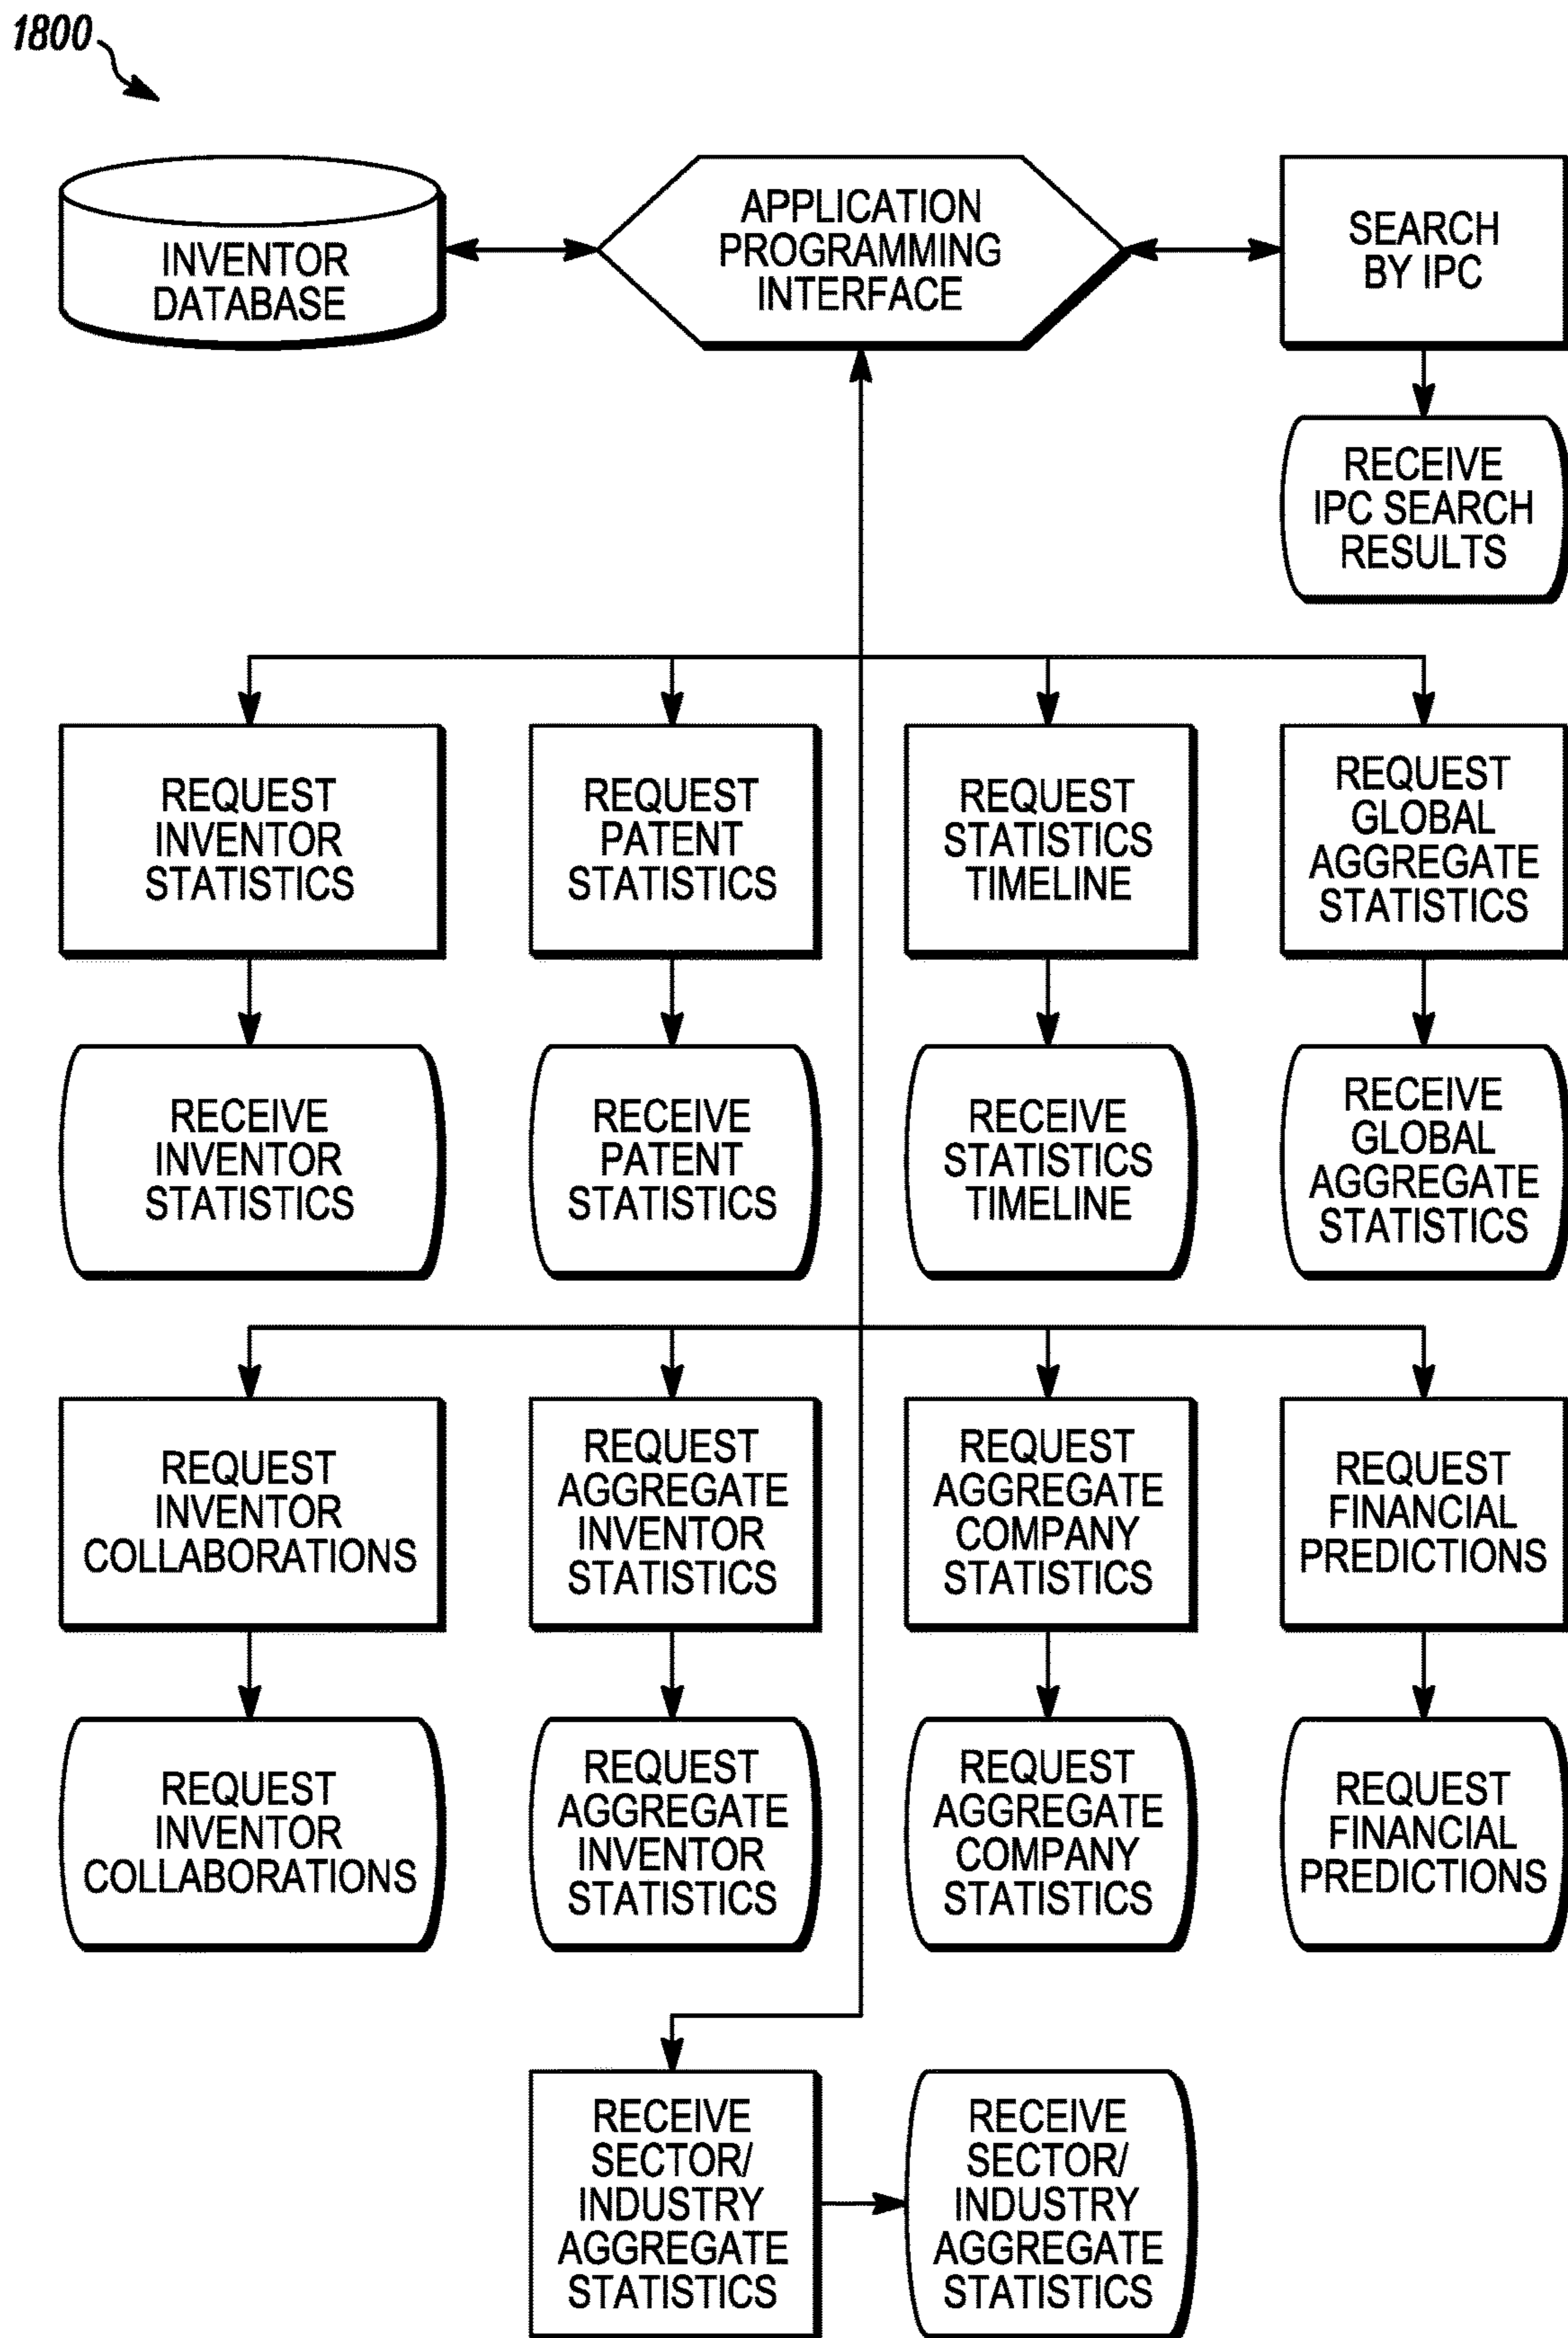 1800
INVENTOR
DATABASE
APPLICATION
PROGRAMMING
INTERFACE
SEARCH
BY IPC
RECEIVE
IPC SEARCH
RESULTS
REQUEST
INVENTOR
STATISTICS
REQUEST
PATENT
STATISTICS
REQUEST
STATISTICS
TIMELINE
REQUEST
GLOBAL
AGGREGATE
STATISTICS
RECEIVE
INVENTOR
STATISTICS
RECEIVE
PATENT
STATISTICS
RECEIVE
STATISTICS
TIMELINE
RECEIVE
GLOBAL
AGGREGATE
STATISTICS
REQUEST
INVENTOR
COLLABORATIONS
REQUEST
AGGREGATE
INVENTOR
STATISTICS
REQUEST
AGGREGATE
COMPANY
STATISTICS
REQUEST
FINANCIAL
PREDICTIONS
REQUEST
INVENTOR
COLLABORATIONS
REQUEST
AGGREGATE
INVENTOR
STATISTICS
REQUEST
AGGREGATE
COMPANY
STATISTICS
REQUEST
FINANCIAL
PREDICTIONS
RECEIVE
SECTOR/
INDUSTRY
AGGREGATE
STATISTICS
RECEIVE
SECTOR/
INDUSTRY
AGGREGATE
STATISTICS